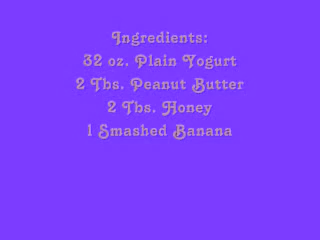 Ingredients:
32 oz. Plain Yogurt
2 Tbs. Peanut Butter
2 Tbs. Honey
1 Smashed Banana